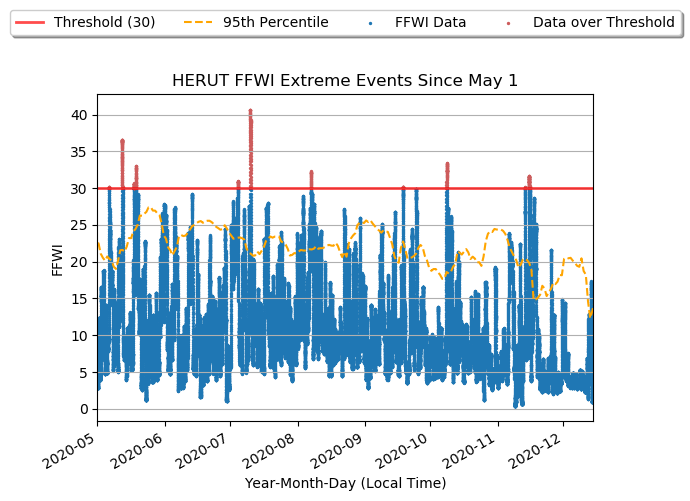 Threshold (30) 95th Percentile FFWI Data Data over Threshold
HERUT FFWI Extreme Events Since May 1
40
35
30
25
20
15
10
5
0
FFWI
2020-05 2020-06 2020-07 2020-08 2020-09 2020-10 2020-11 2020-12
Year-Month-Day (Local Time)